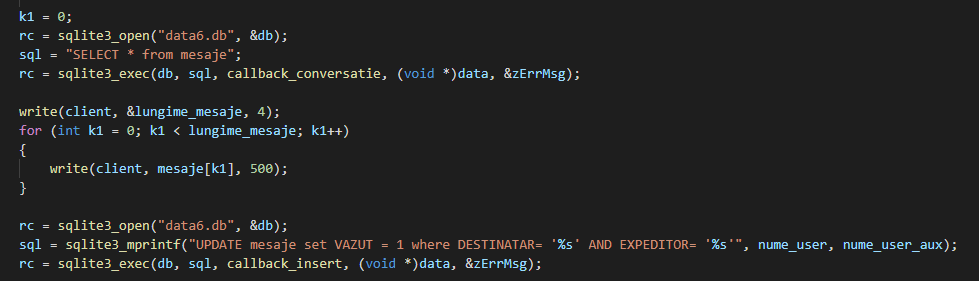 k1 = 0;
rc = sqlite3_open("data6.db", &db);
sql = "SELECT * from mesaje";
rc = sqlite3_exec(db, sql, callback_conversatie, (void *)data, &zErrMsg);
write(client, &lungime_mesaje, 4);
for (int k1 = 0; k1 < lungime_mesaje; k1++)
{
write(client, mesaje[k1], 500);
}
rc = sqlite3_open("data6.db", &db);
sql = sqlite3_mprintf("UPDATE mesaje set VAZUT = 1 where DESTINATAR= '%s' AND EXPEDITOR= '%s'", nume_user, nume_user_aux);
rc = sqlite3_exec(db, sql, callback_insert, (void *)data, &zErrMsg);